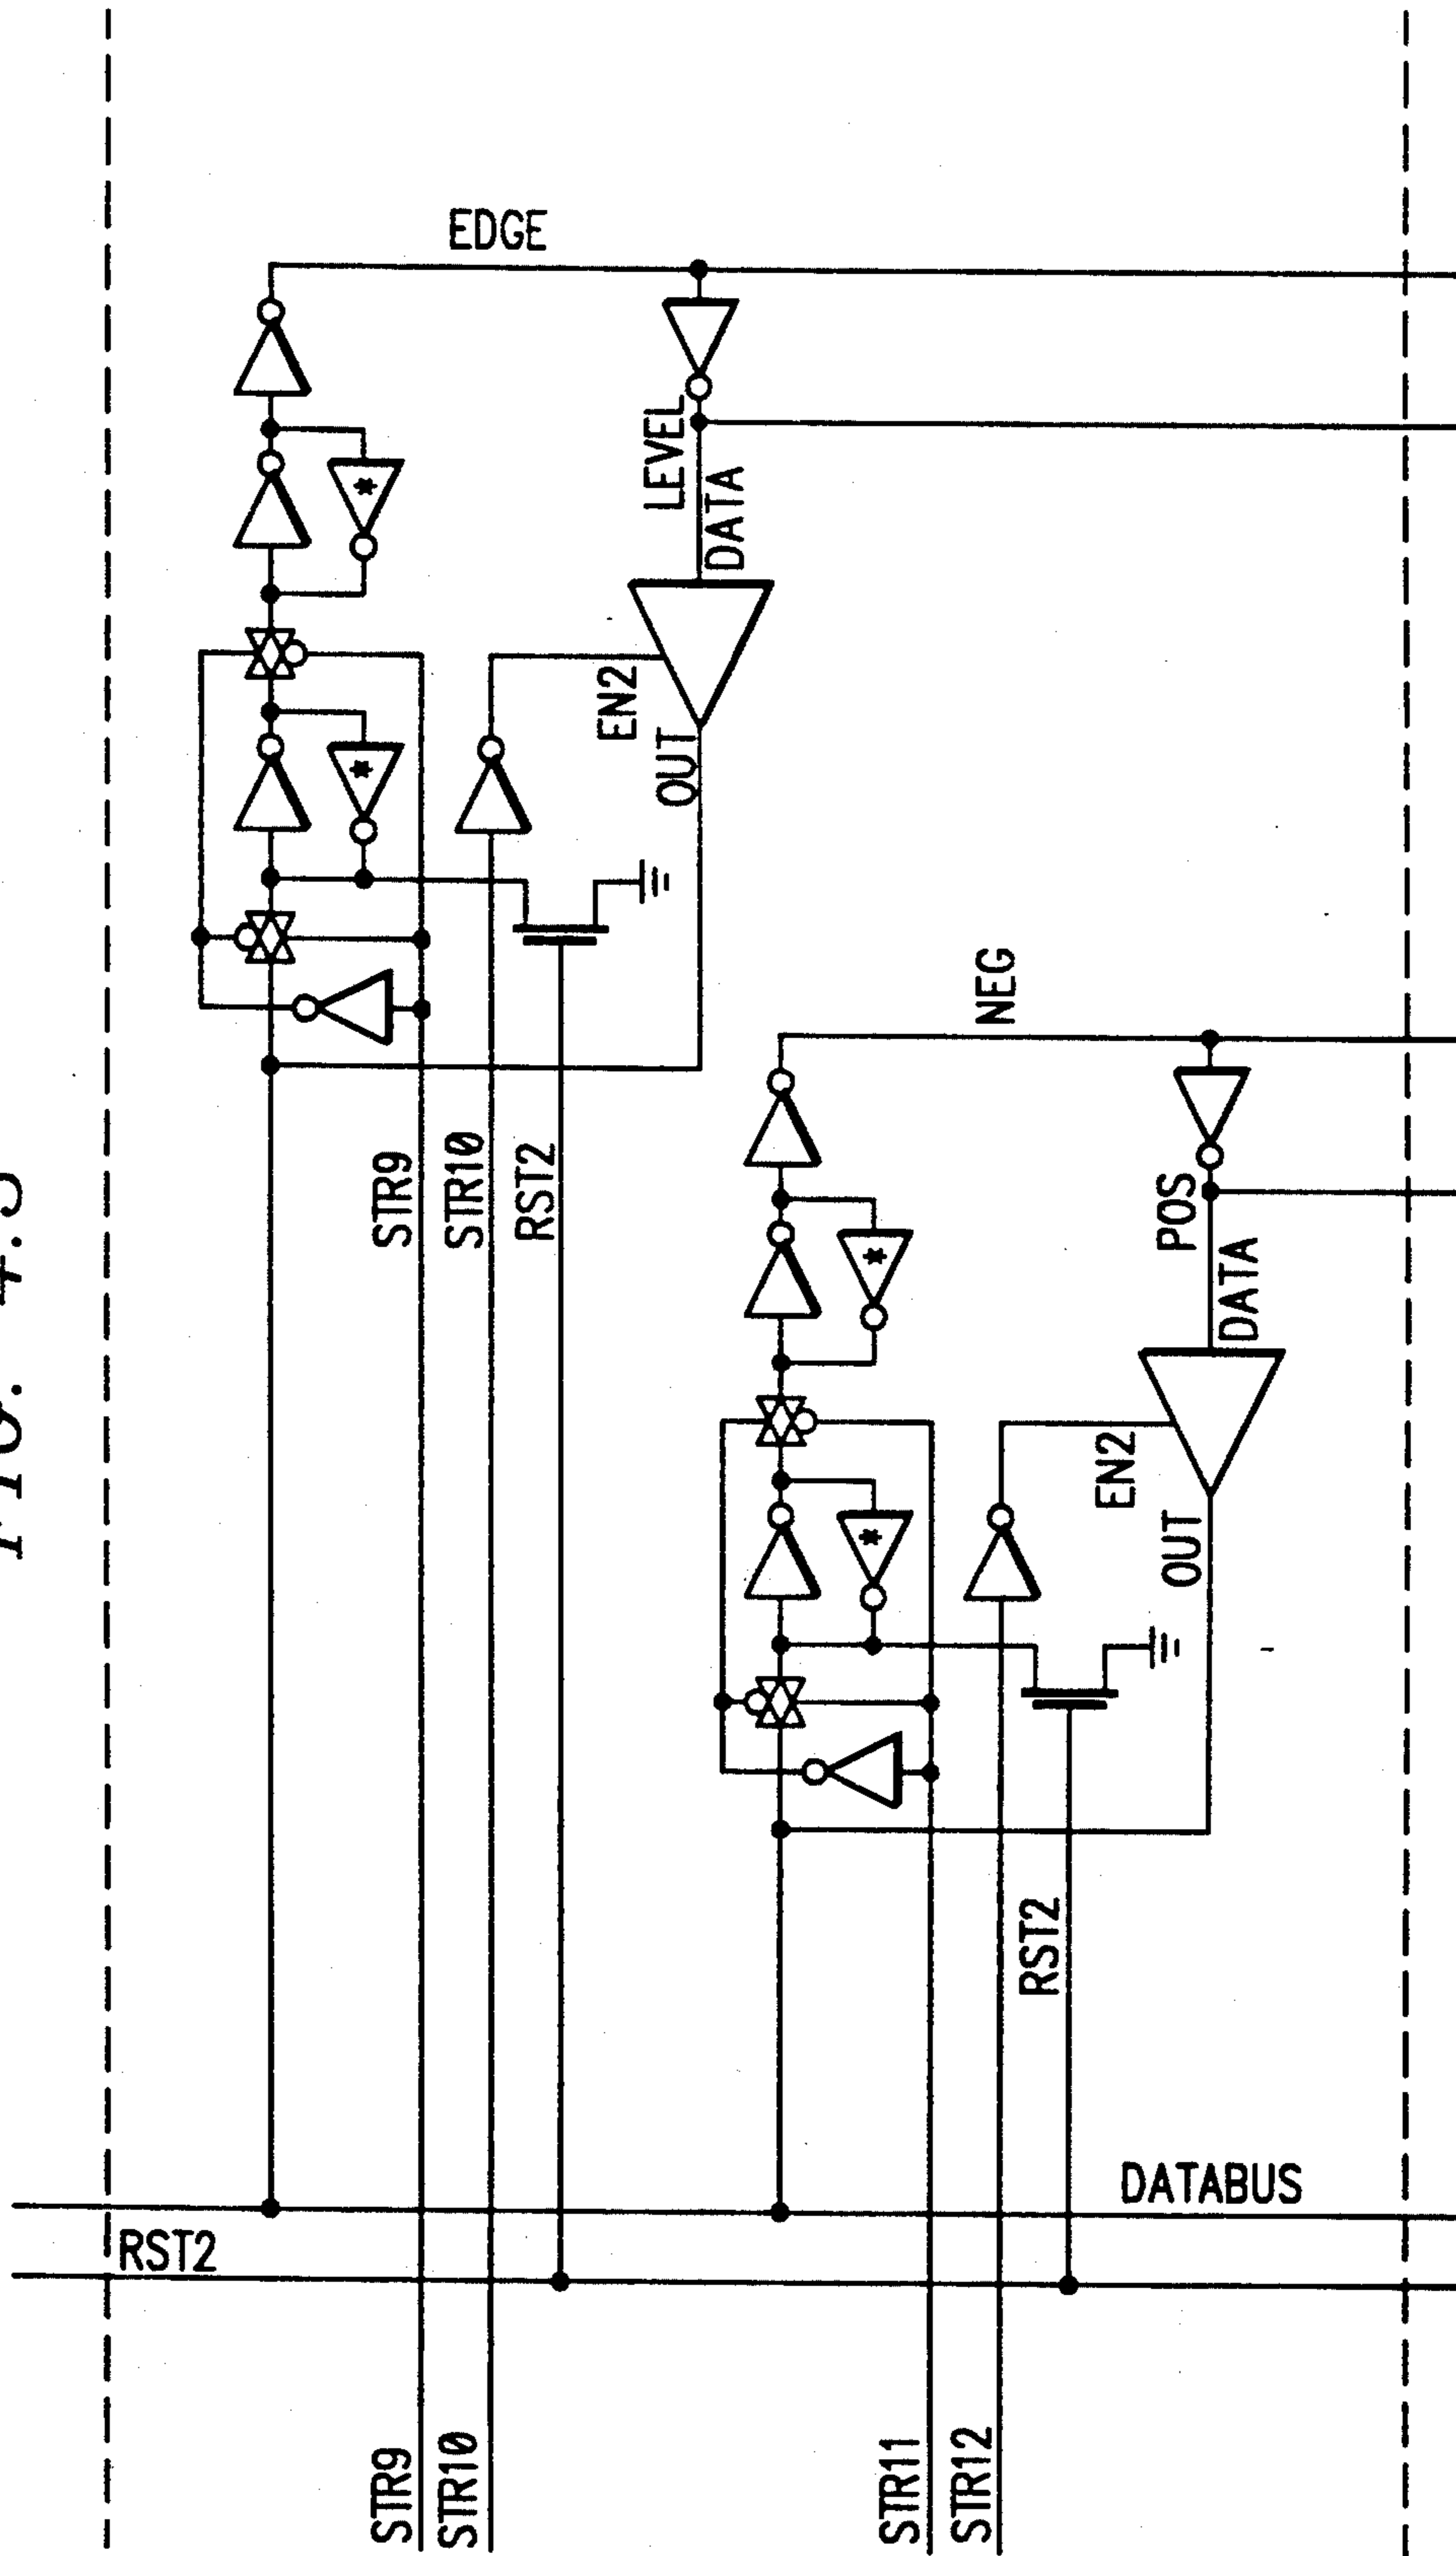 EDGE
LEVEL
DATA
*
EN2
*
OUT
NEG
STR9
STR10
RST2
POS
DATA
*
EN2
*
OUT
RST2
DATABUS
RST2
STR9
STR10
STR11
STR12